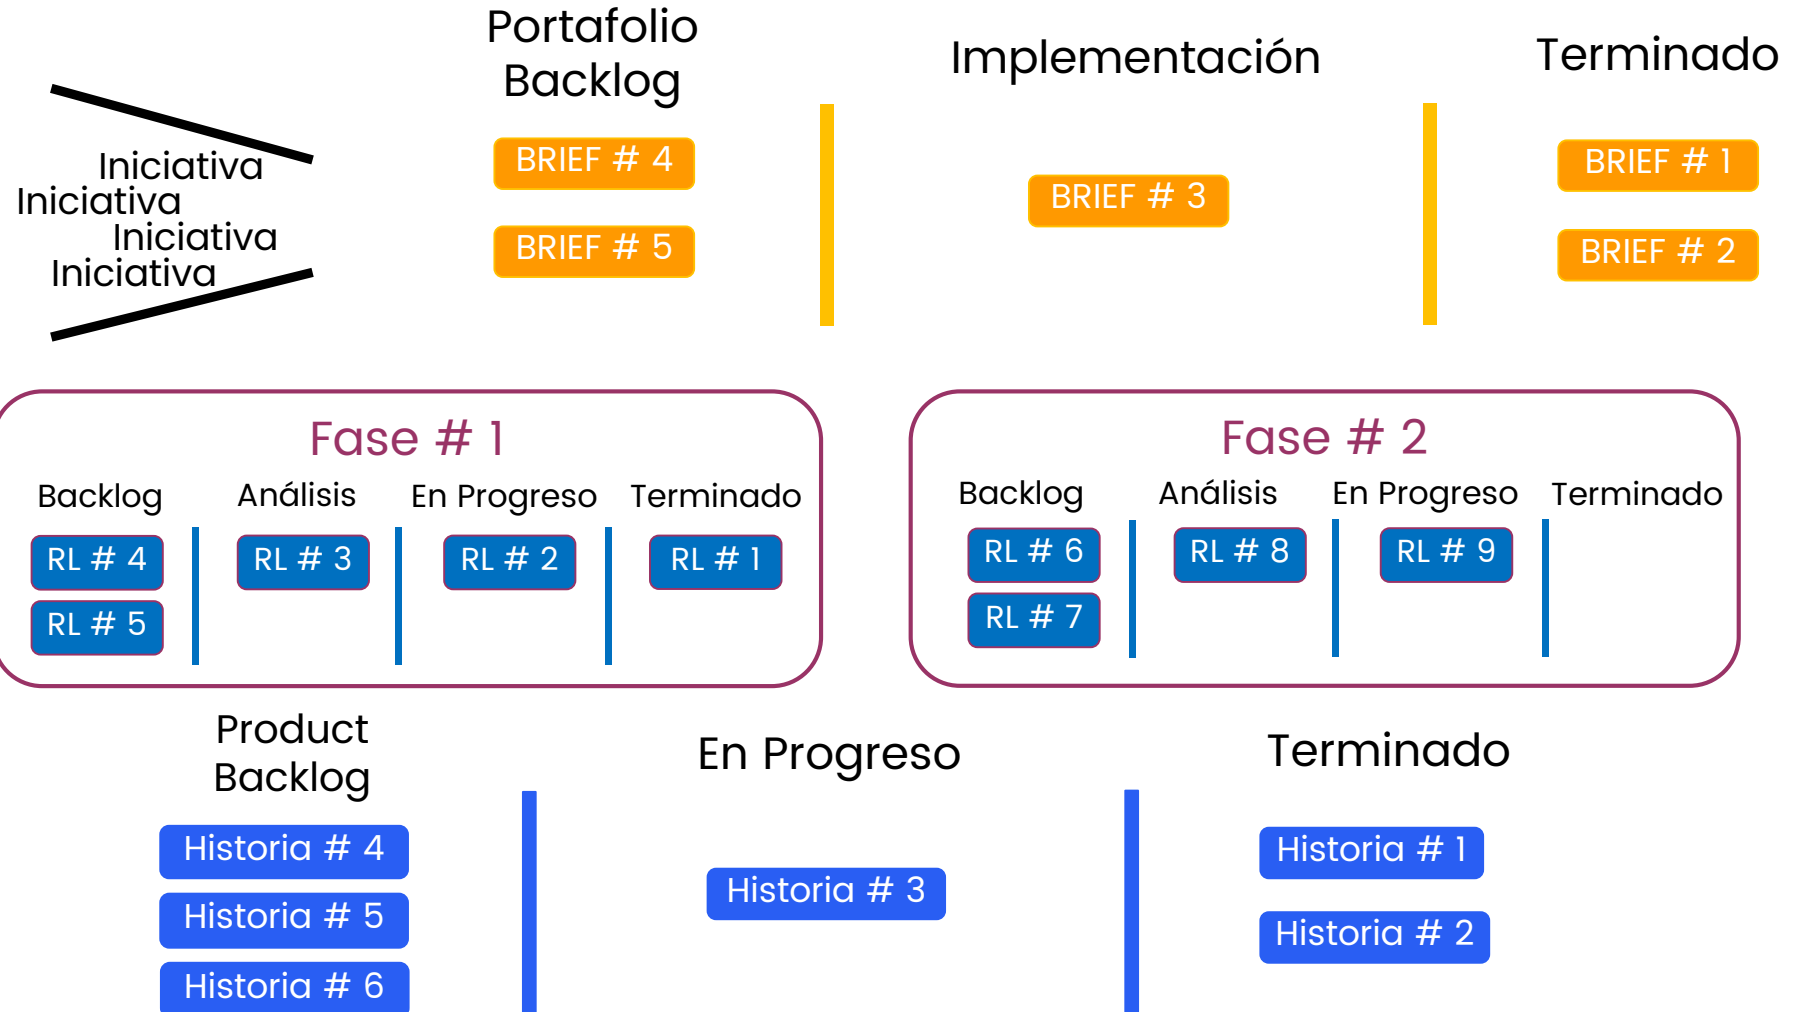 Portafolio
Backlog
Implementación
Terminado
Iniciativa
Iniciativa
Iniciativa
Iniciativa
BRIEF # 4
BRIEF # 5
BRIEF # 3
BRIEF # 1
BRIEF # 2
Fase # 1
Backlog
Análisis
En Progreso
Terminado
RL # 4
RL # 3
RL # 2
RL # 1
RL # 5
Fase # 2
Backlog
Análisis
En Progreso
Terminado
RL # 6
RL # 8
RL # 9
RL # 7
Product
Backlog
En Progreso
Terminado
Historia # 4
Historia # 5
Historia # 6
Historia # 3
Historia # 1
Historia # 2